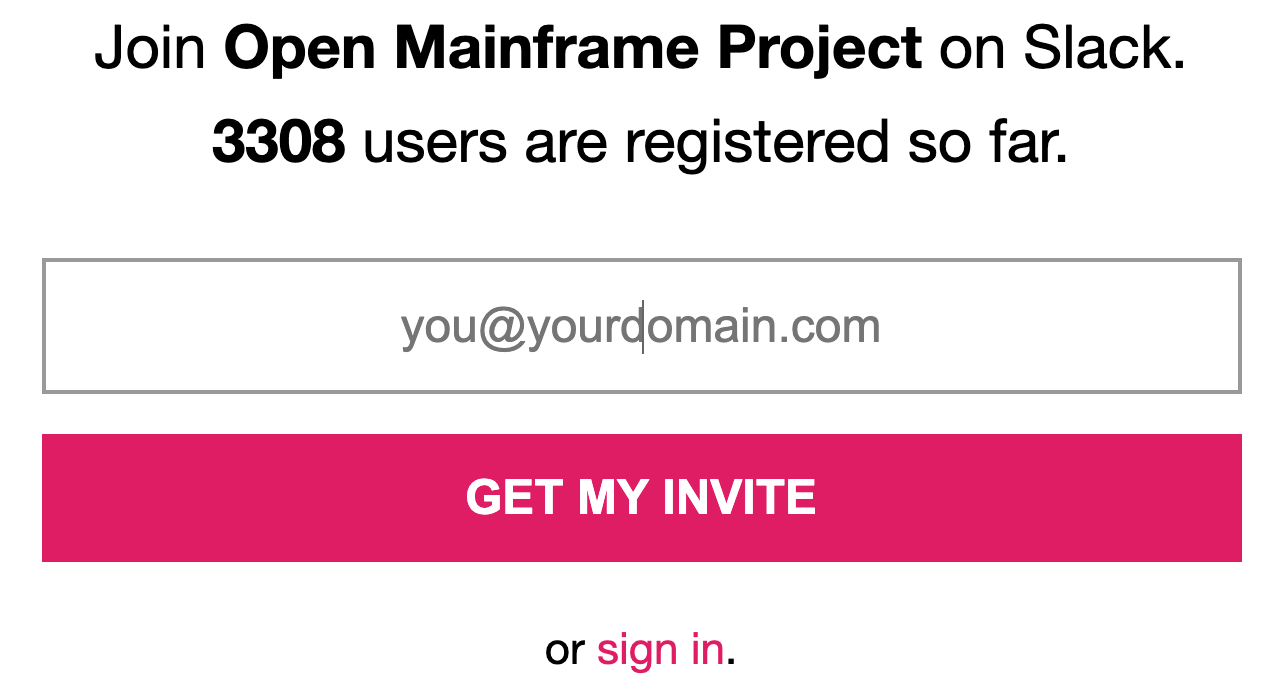 Join Open Mainframe Project on Slack.
3308 users are registered so far.
you@yourdomain.com
GET MY INVITE
or sign in.